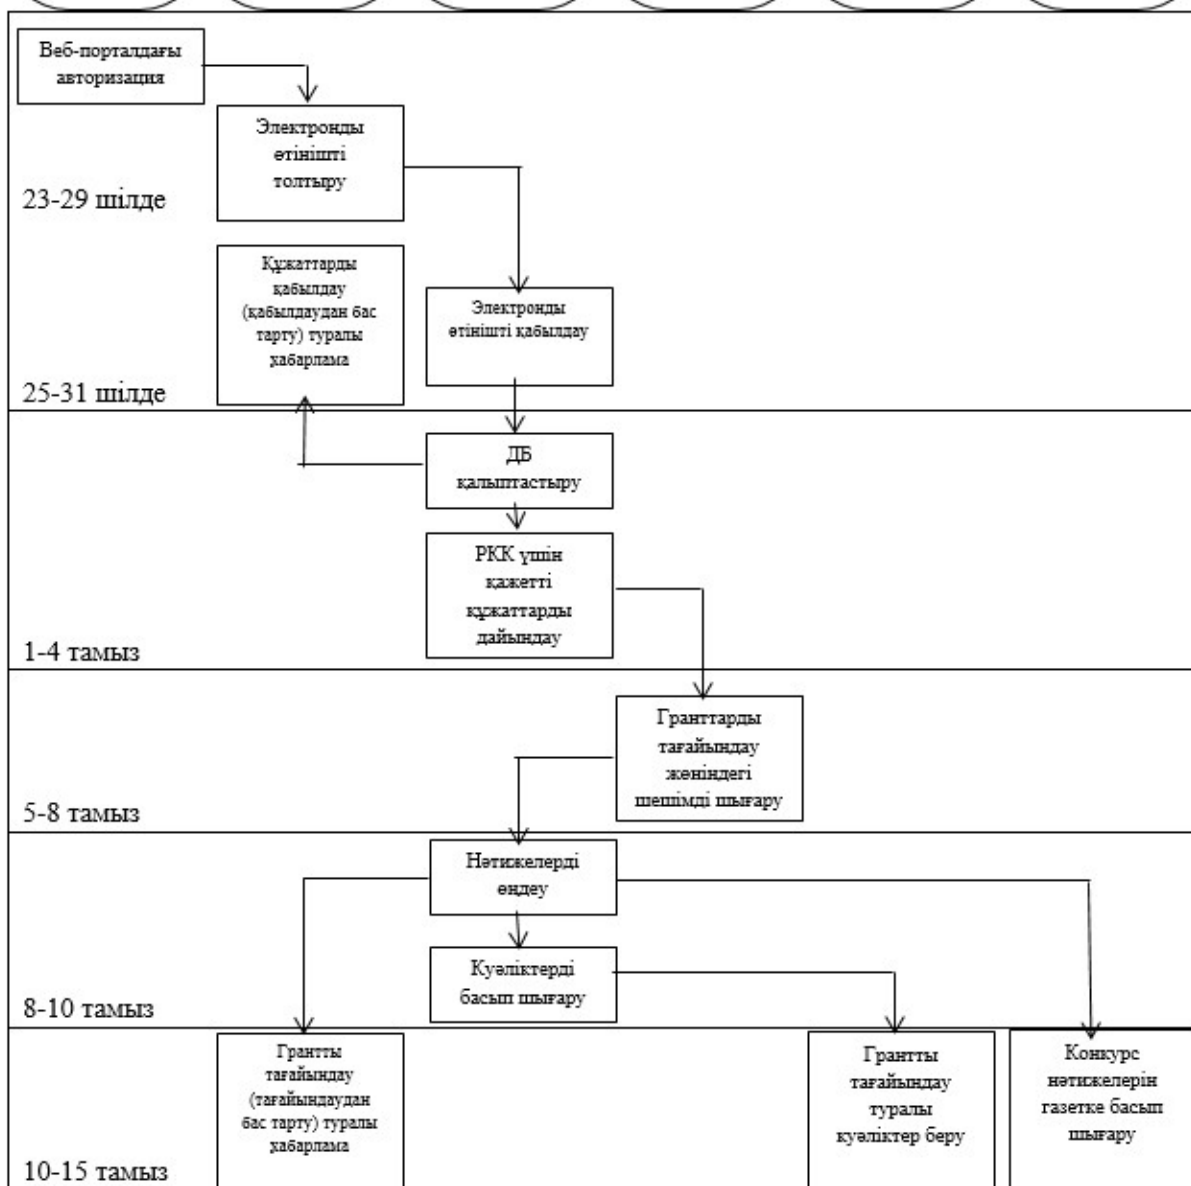 Веб-порталдағы
авторизация
Электронды
өтінішті
толтыру
23-29 шілде
Құжаттарды
қабылдау
(қабылдаудан бас
тарту) туралы
хабарлама
Электронды
өтінішті қабылдау
25-31 шілде
ДБ
қалыптастыру
РКК үшін
қажетті
құжаттарды
дайындау
1-4 тамыз
Гранттарды
тағайындау
жөніндегі
шешімді шығару
5-8 тамыз
Нәтижелерді
өңдеу
Куәліктерді
басып шығару
8-10 тамыз
Грантты
тағайындау
(тағайындаудан
бас тарту) туралы
хабарлама
Грантты
тағайындау
туралы
куәліктер беру
Конкурс
нәтижелерін
газетке басып
шығару
10-15 тамыз